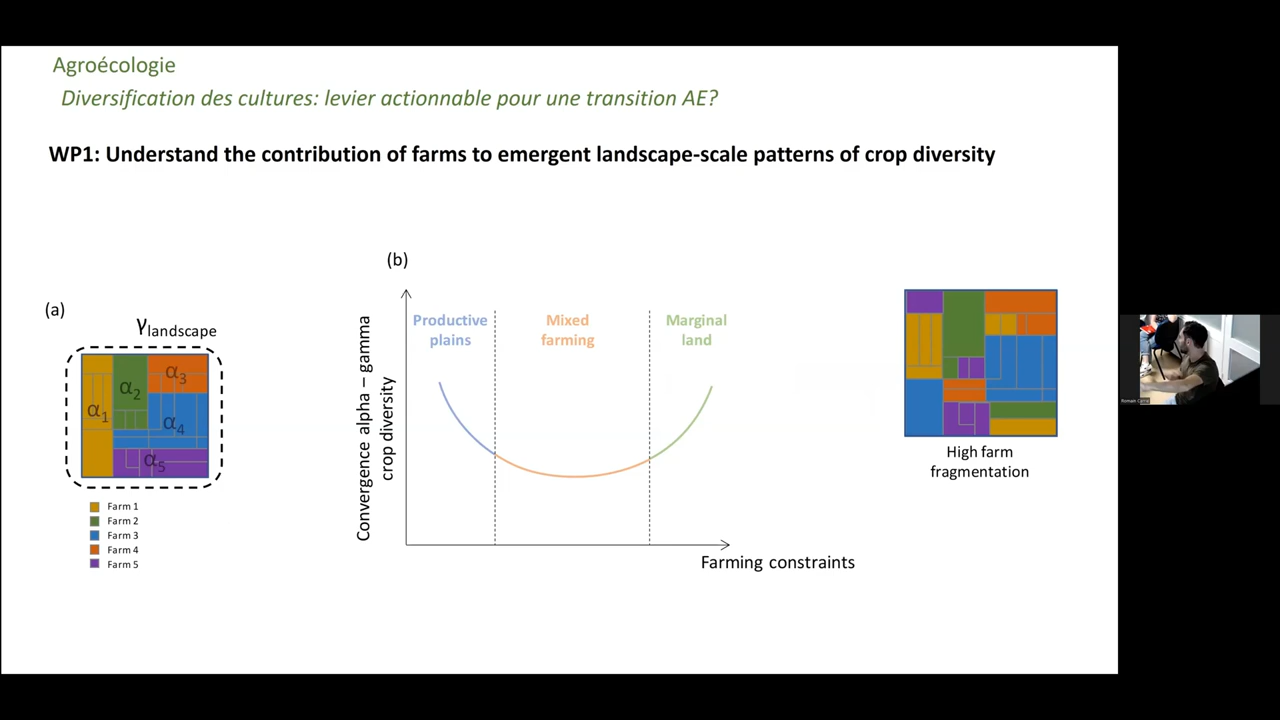 Agroécologie
Diversification des cultures: levier actionnable pour une transition AE?
WP1: Understand the contribution of farms to emergent landscape-scale patterns of crop diversity
(a)
γlandscape
α1
α2
α3
α4
α5
Farm 1
Farm 2
Farm 3
Farm 4
Farm 5
(b)
Convergence alpha – gamma
crop diversity
Productive
plains
Mixed
farming
Marginal
land
Farming constraints
High farm
fragmentation